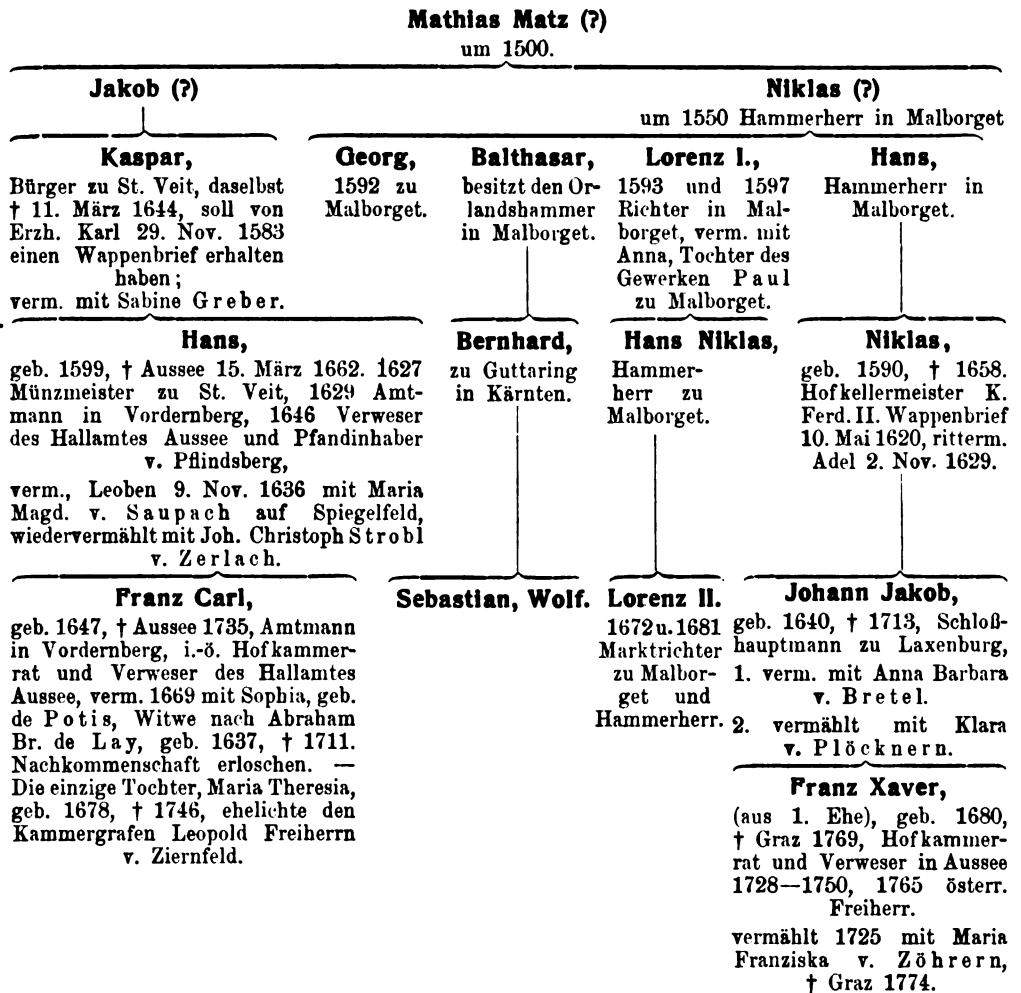 Mathias Matz (?)
um 1500.
Jakob (?)
Niklas (?)
um 1550 Hammerherr in Malborget
Kaspar,
Bürger zu St. Veit, daselbst
† 11. März 1644, soll von
Erzh. Karl 29. Nov. 1583
einen Wappenbrief erhalten
haben;
verm. mit Sabine Greber.
Georg,
1592 zu
Malborget.
Balthasar,
besitzt den Or-
landshammer
in Malborget.
Lorenz I.,
1593 und 1597
Richter in Mal-
borget, verm. mit
Anna, Tochter des
Gewerken Paul
zu Malborget.
Hans,
Hammerherr in
Malborget.
Hans,
geb. 1599, † Aussee 15. März 1662. 1627
Münzmeister zu St. Veit, 1629 Amt-
mann in Vordernberg, 1646 Verweser
des Hallamtes Aussee und Pfandinhaber
v. Pflindsberg,
verm., Leoben 9. Nov. 1636 mit Maria
Magd. v. Saupach auf Spiegelfeld,
wiedervermählt mit Joh. Christoph Strobl
v. Zerlach.
Bernhard,
zu Guttaring
in Kärnten.
Hans Niklas,
Hammer-
herr zu
Malborget.
Niklas,
geb. 1590, † 1658.
Hofkellermeister K.
Ferd. II. Wappenbrief
10. Mai 1620, ritterm.
Adel 2. Nov. 1629.
Franz Carl,
geb. 1647, † Aussee 1735, Amtmann
in Vordernberg, i.-ö. Hofkammer-
rat und Verweser des Hallamtes
Aussee, verm. 1669 mit Sophia, geb.
de Potis, Witwe nach Abraham
Br. de Lay, geb. 1637, † 1711.
Nachkommenschaft erloschen. —
Die einzige Tochter, Maria Theresia,
geb. 1678, † 1746, ehelichte den
Kammergrafen Leopold Freiherrn
v. Ziernfeld.
Sebastian, Wolf.
Lorenz II.
1672 u. 1681
Marktrichter
zu Malbor-
get und
Hammerherr.
Johann Jakob,
geb. 1640, † 1713, Schloß-
hauptmann zu Laxenburg,
1. verm. mit Anna Barbara
v. Bretel.
2. vermählt mit Klara
v. Plöcknern.
Franz Xaver,
(aus 1. Ehe), geb. 1680,
† Graz 1769, Hofkammer-
rat und Verweser in Aussee
1728—1750, 1765 österr.
Freiherr.
vermählt 1725 mit Maria
Franziska v. Zöhrern,
† Graz 1774.